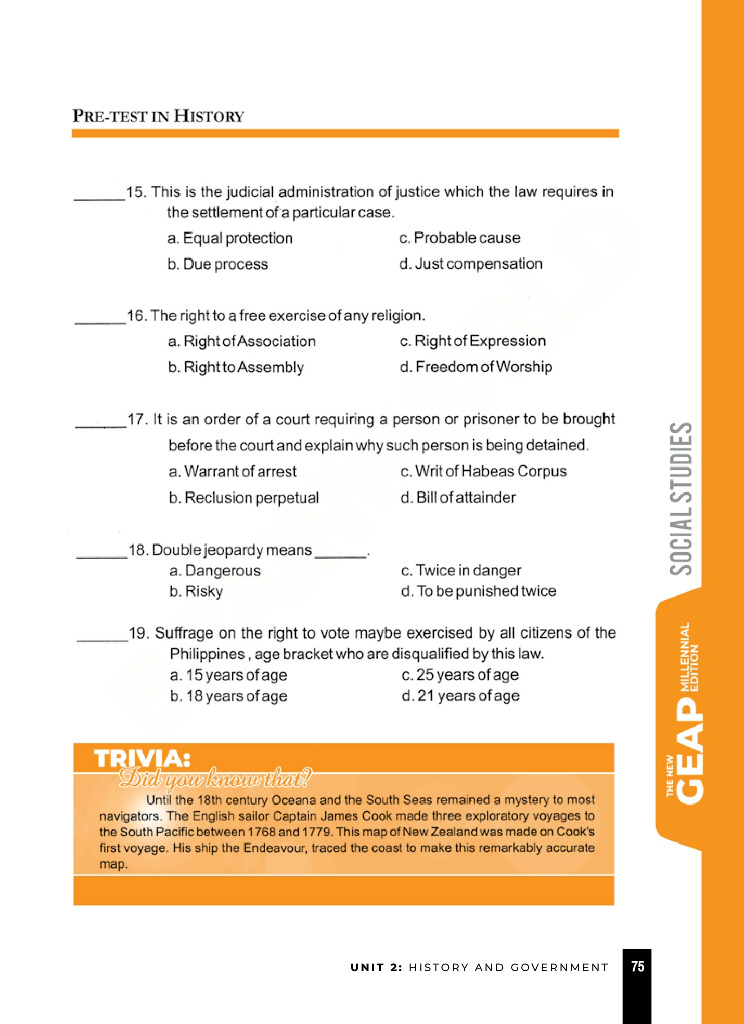 PRE-TEST IN HISTORY
______15. This is the judicial administration of justice which the law requires in
the settlement of a particular case.
a. Equal protection c. Probable cause
b. Due process d. Just compensation
______16. The right to a free exercise of any religion.
a. Right of Association c. Right of Expression
b. Right to Assembly d. Freedom of Worship
______17. It is an order of a court requiring a person or prisoner to be brought
before the court and explain why such person is being detained.
a. Warrant of arrest c. Writ of Habeas Corpus
b. Reclusion perpetual d. Bill of attainder
______18. Double jeopardy means ______.
a. Dangerous c. Twice in danger
b. Risky d. To be punished twice
______19. Suffrage on the right to vote maybe exercised by all citizens of the
Philippines , age bracket who are disqualified by this law.
a. 15 years of age c. 25 years of age
b. 18 years of age d. 21 years of age
TRIVIA:
Did you know that?
Until the 18th century Oceana and the South Seas remained a mystery to most
navigators. The English sailor Captain James Cook made three exploratory voyages to
the South Pacific between 1768 and 1779. This map of New Zealand was made on Cook's
first voyage. His ship the Endeavour, traced the coast to make this remarkably accurate
map.
SOCIAL STUDIES
THE NEW
GEAP
MILLENNIAL
EDITION
UNIT 2: HISTORY AND GOVERNMENT 75